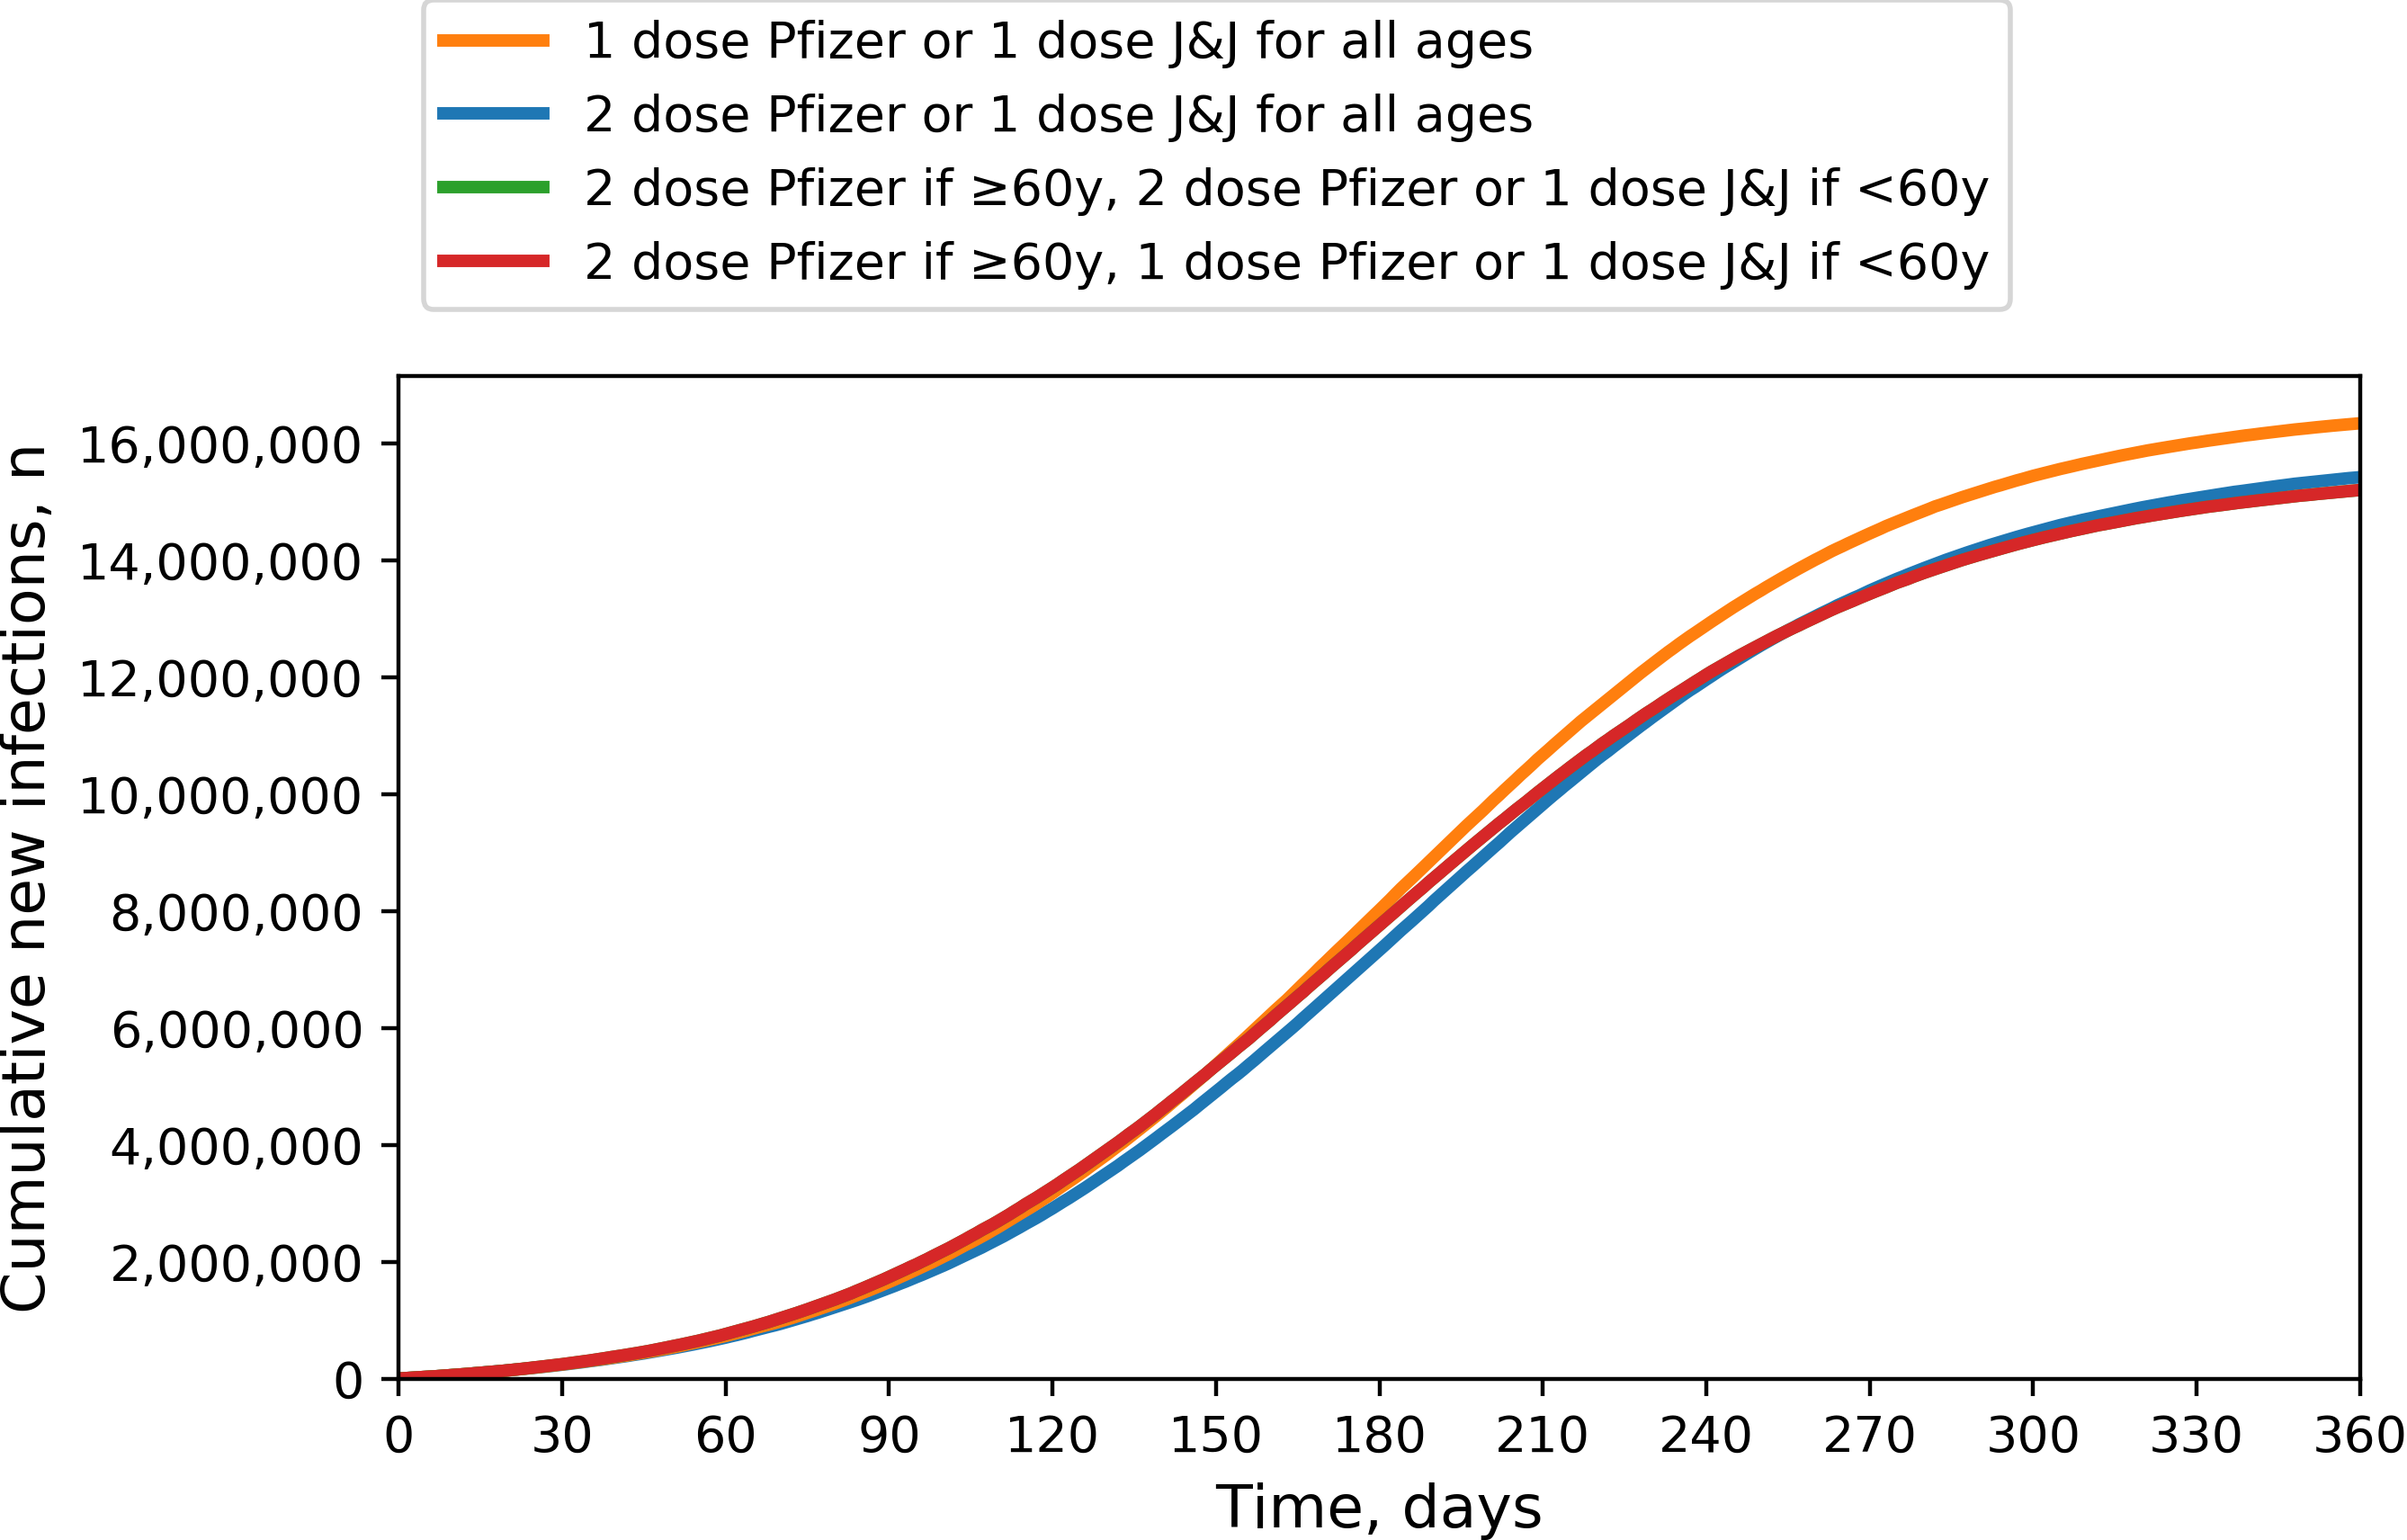 1 dose Pfizer or 1 dose J&J for all ages
2 dose Pfizer or 1 dose J&J for all ages
2 dose Pfizer if ≥60y, 2 dose Pfizer or 1 dose J&J if <60y
2 dose Pfizer if ≥60y, 1 dose Pfizer or 1 dose J&J if <60y
Cumulative new infections, n
16,000,000
14,000,000
12,000,000
10,000,000
8,000,000
6,000,000
4,000,000
2,000,000
0
0 30 60 90 120 150 180 210 240 270 300 330 360
Time, days